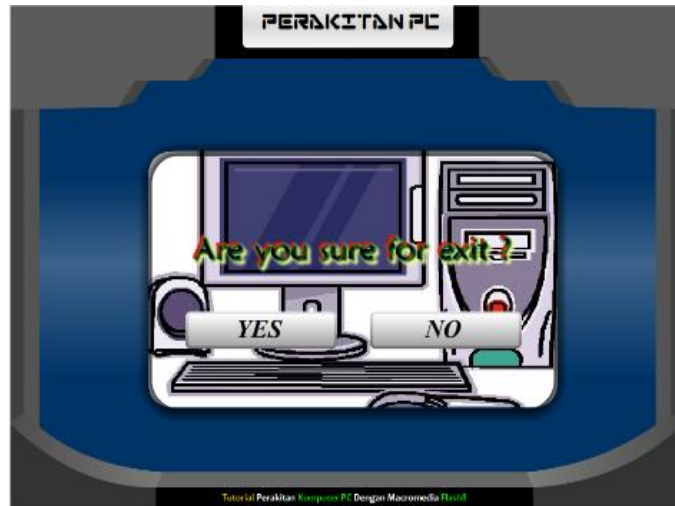 PERAKITAN PC
Are you sure for exit ?
YES NO
Tutorial Perakitan Komputer PC Dengan Macromedia Flash8